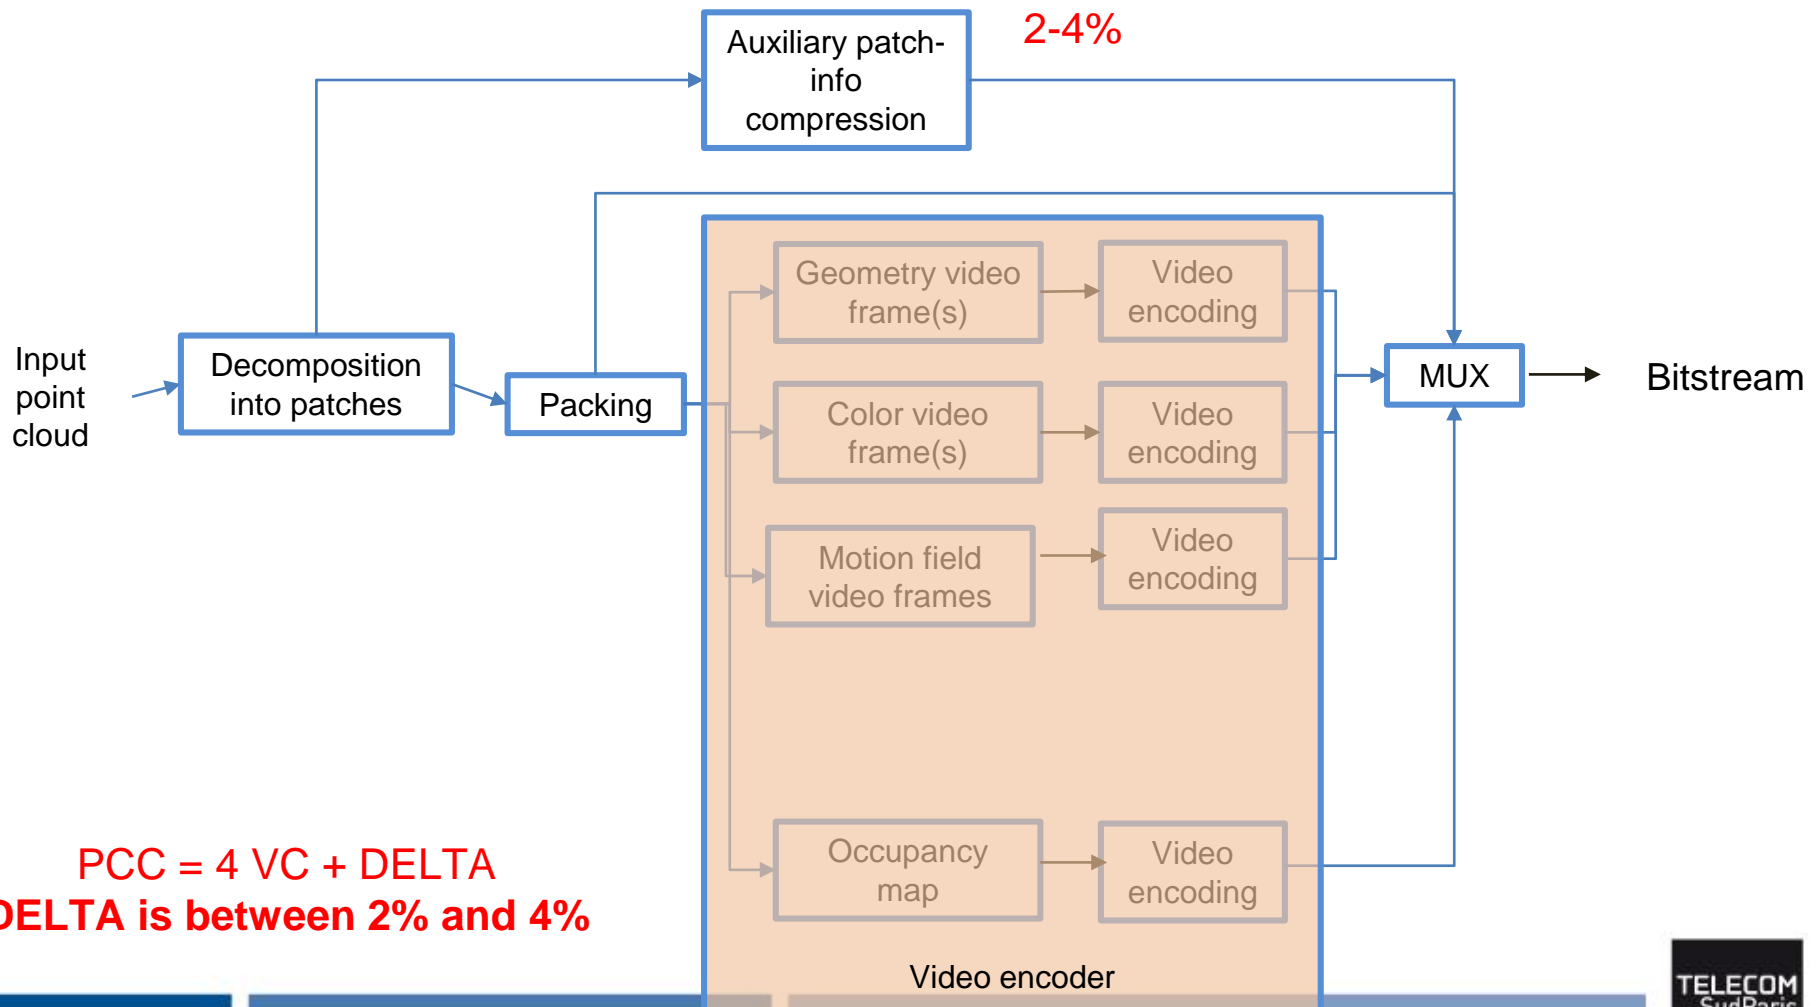 2-4%
Auxiliary patch-
info
compression
Geometry video
frame(s)
Video
encoding
Input
point
cloud
Decomposition
into patches
Packing
MUX
Bitstream
Color video
frame(s)
Video
encoding
Motion field
video frames
Video
encoding
Occupancy
map
Video
encoding
PCC = 4 VC + DELTA
DELTA is between 2% and 4%
Video encoder
TELECOM
SudParis